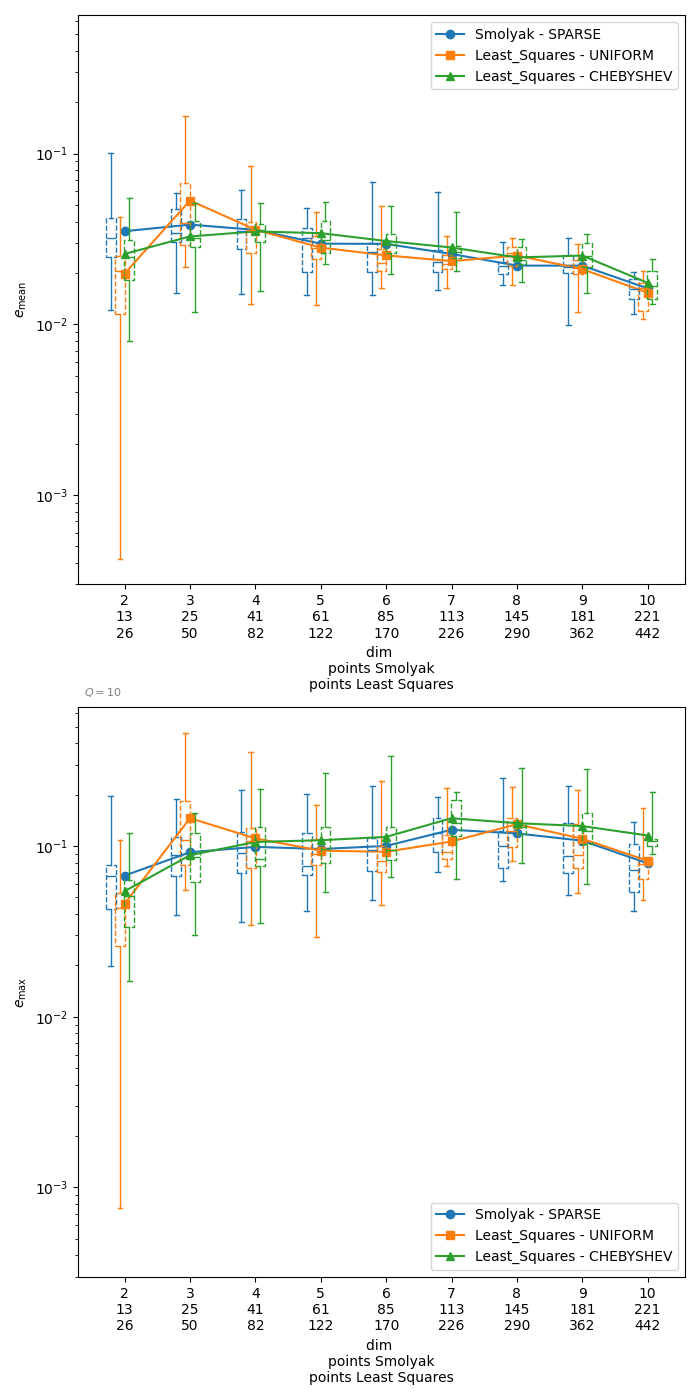 Smolyak - SPARSE
Least_Squares - UNIFORM
Least_Squares - CHEBYSHEV
10⁻¹
10⁻²
10⁻³
e_mean
2 3 4 5 6 7 8 9 10
13 25 41 61 85 113 145 181 221
26 50 82 122 170 226 290 362 442
dim
points Smolyak
points Least Squares
Q = 10
10⁻¹
10⁻²
10⁻³
e_max
Smolyak - SPARSE
Least_Squares - UNIFORM
Least_Squares - CHEBYSHEV
2 3 4 5 6 7 8 9 10
13 25 41 61 85 113 145 181 221
26 50 82 122 170 226 290 362 442
dim
points Smolyak
points Least Squares